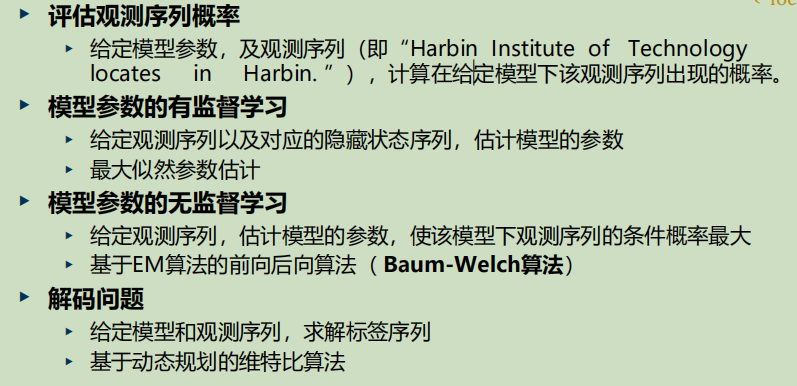 评估观测序列概率
给定模型参数，及观测序列（即“Harbin Institute of Technology
locates in Harbin.”），计算在给定模型下该观测序列出现的概率。
模型参数的有监督学习
给定观测序列以及对应的隐藏状态序列，估计模型的参数
最大似然参数估计
模型参数的无监督学习
给定观测序列，估计模型的参数，使该模型下观测序列的条件概率最大
基于EM算法的前向后向算法（Baum-Welch算法）
解码问题
给定模型和观测序列，求解标签序列
基于动态规划的维特比算法